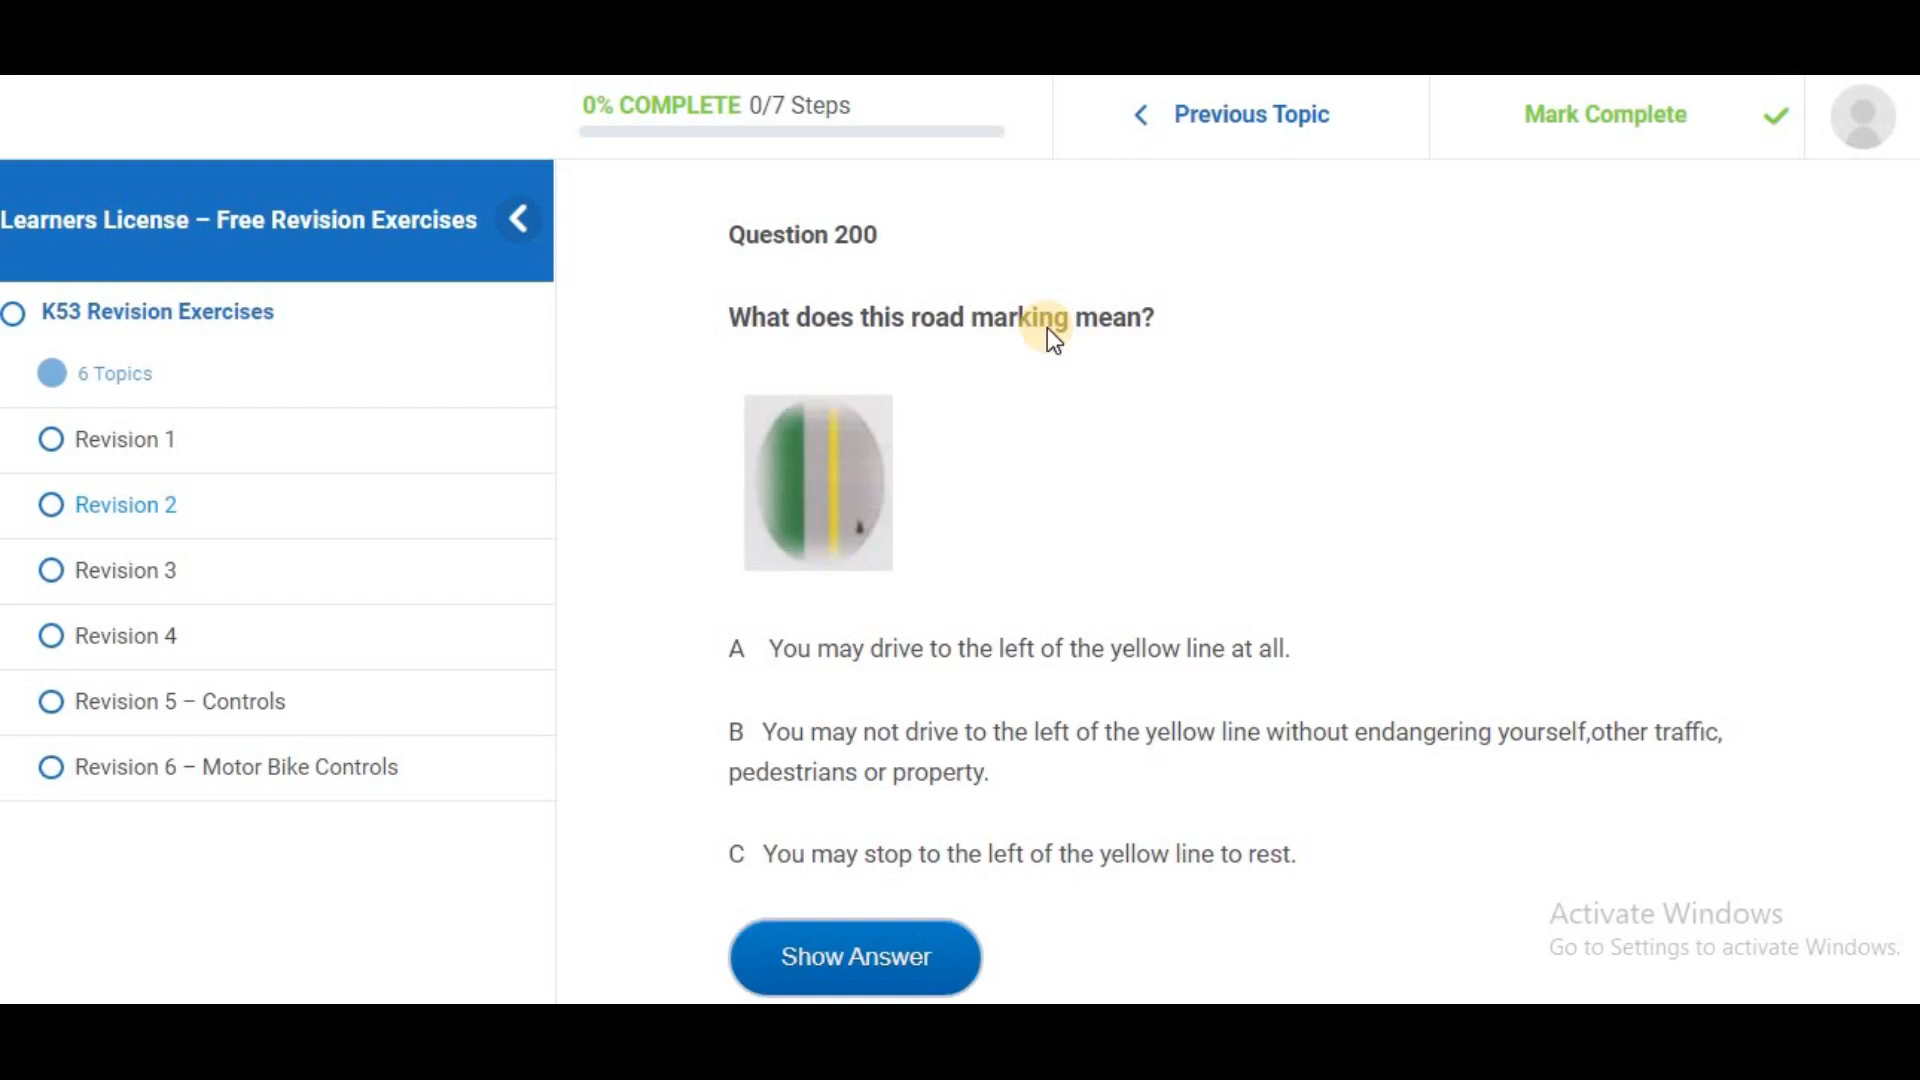 0% COMPLETE 0/7 Steps
Previous Topic
Mark Complete
Learners License – Free Revision Exercises
K53 Revision Exercises
6 Topics
Revision 1
Revision 2
Revision 3
Revision 4
Revision 5 – Controls
Revision 6 – Motor Bike Controls
Question 200
What does this road marking mean?
A You may drive to the left of the yellow line at all.
B You may not drive to the left of the yellow line without endangering yourself,other traffic,
pedestrians or property.
C You may stop to the left of the yellow line to rest.
Show Answer
Activate Windows
Go to Settings to activate Windows.